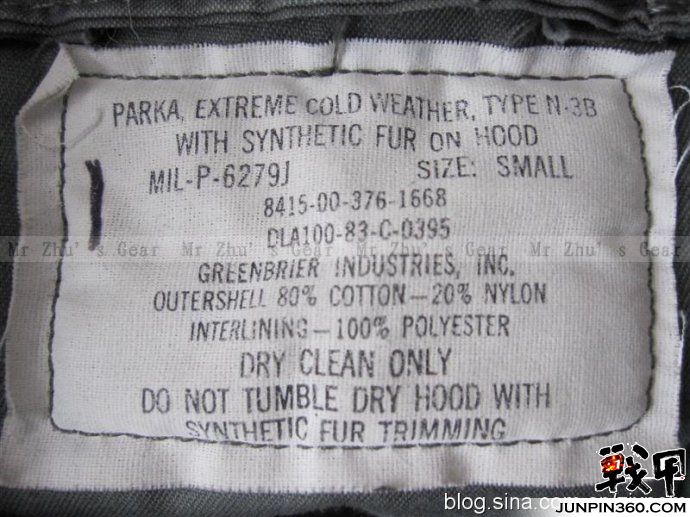 PARKA, EXTREME COLD WEATHER, TYPE N-3B
WITH SYNTHETIC FUR ON HOOD
MIL-P-6279J SIZE: SMALL
8415-00-376-1668
DLA100-83-C-0395
Mr Zhu's Gear Mr Zhu's Gear Mr Zhu's Gear Mr Zhu's Gear
GREENBRIER INDUSTRIES, INC.
OUTERSHELL 80% COTTON-20% NYLON
INTERLINING-100% POLYESTER
DRY CLEAN ONLY
DO NOT TUMBLE DRY HOOD WITH
SYNTHETIC FUR TRIMMING
戰甲
blog.sina.com
JUNPIN360.COM